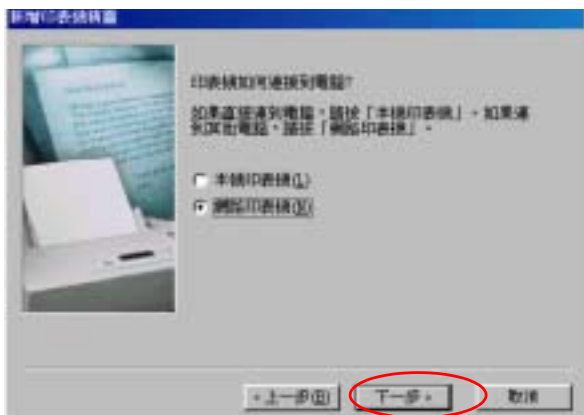 新增印表機精靈
印表機如何連接到電腦?
如果直接連到電腦，請按「本機印表機」。如果連
到其他電腦，請按「網路印表機」。
本機印表機(L)
網路印表機(N)
<上一步(B)
下一步>
取消